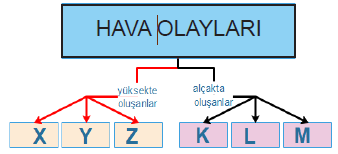 HAVA OLAYLARI
yüksekte
oluşanlar
alçakta
oluşanlar
X Y Z K L M